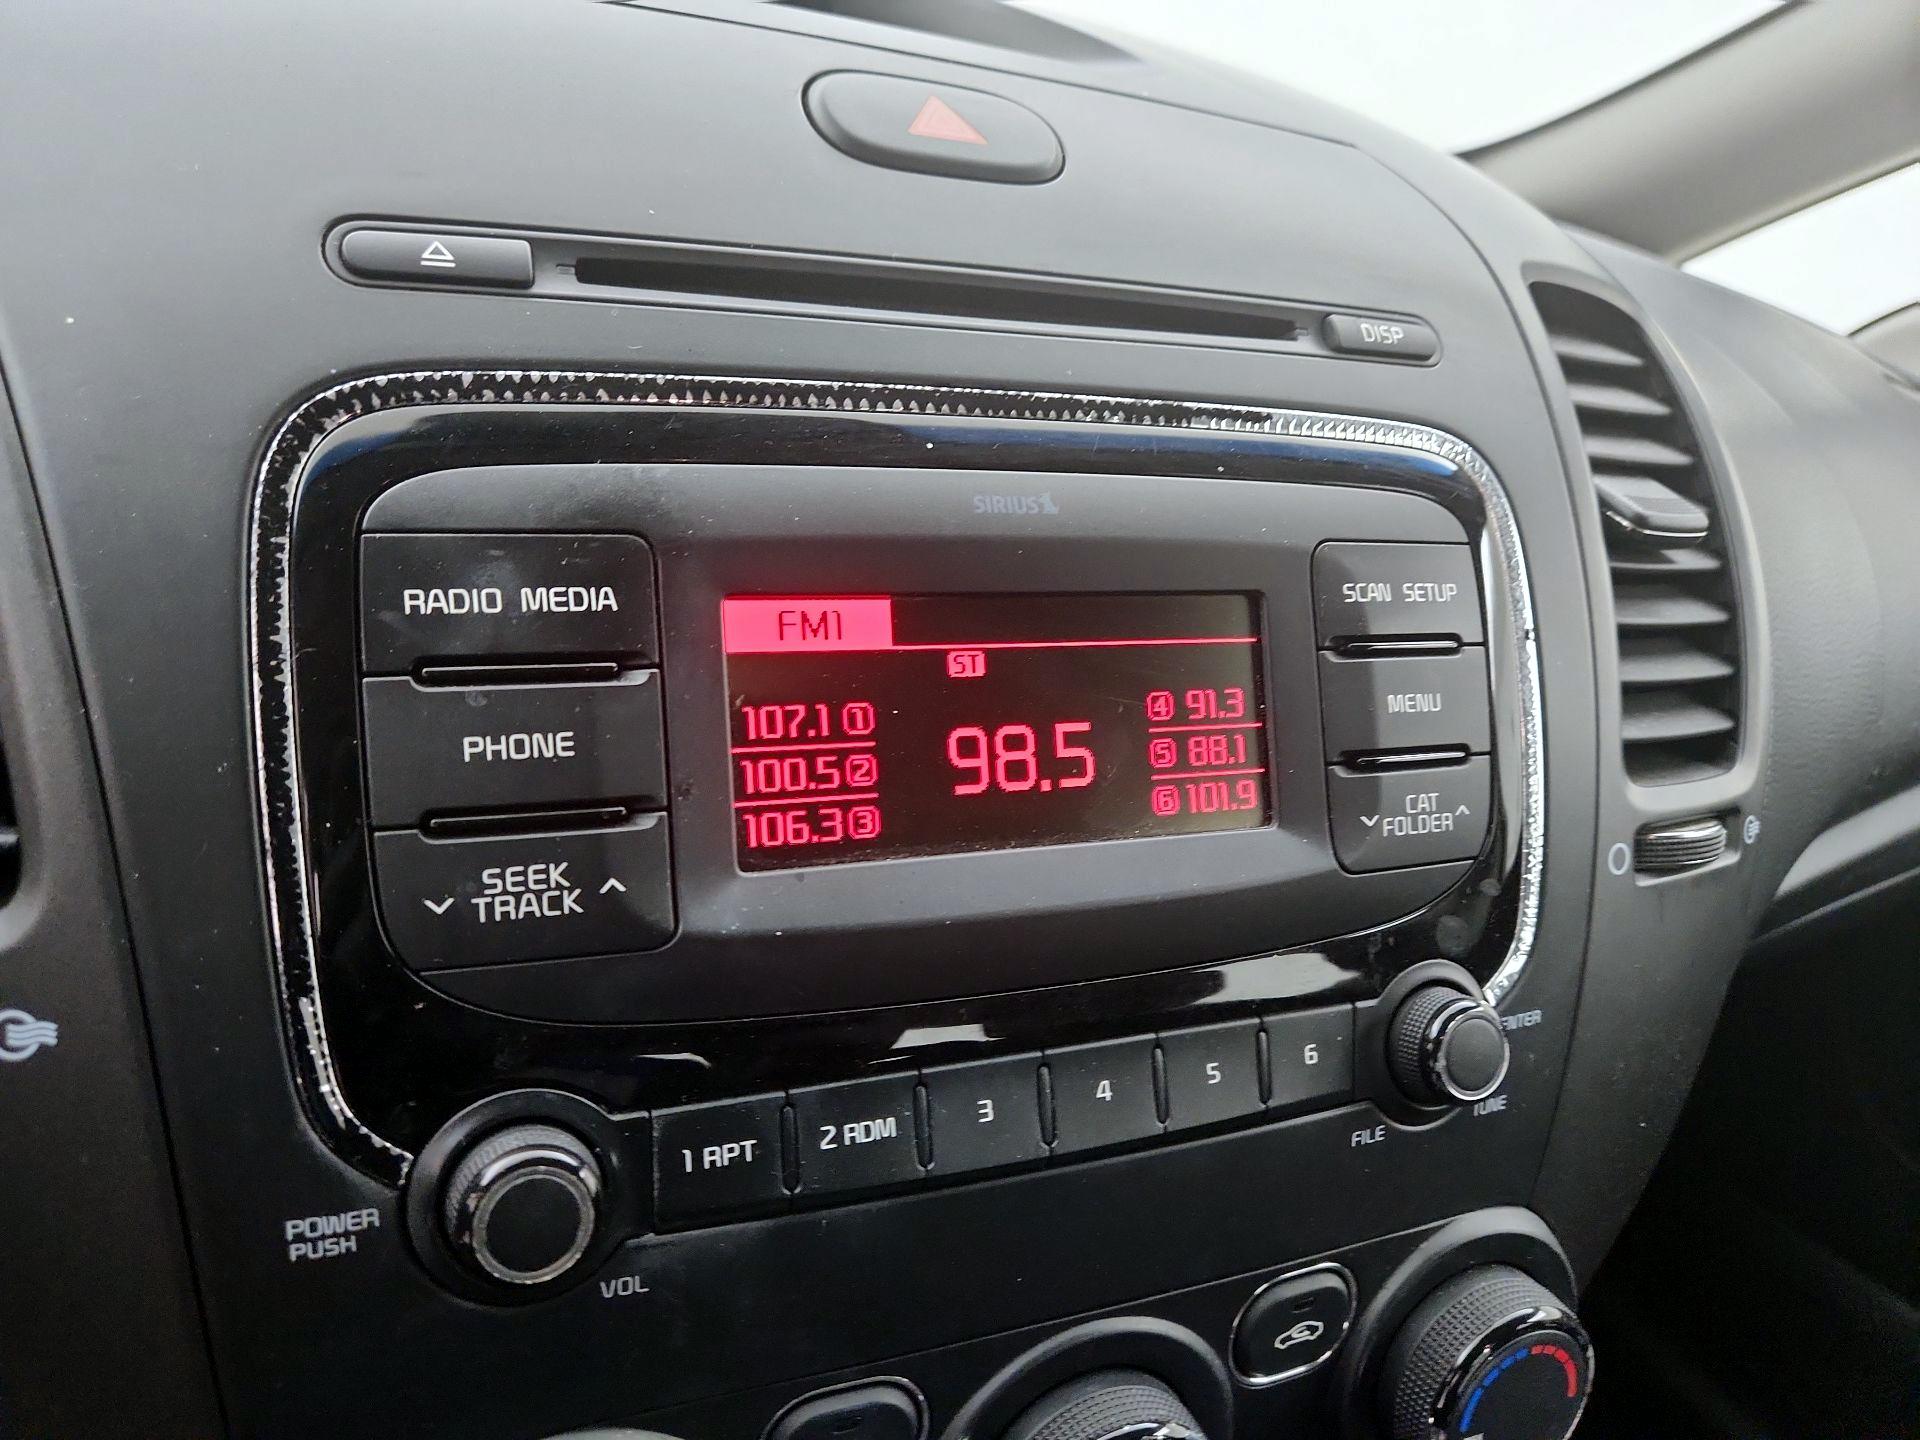 DISP
SIRIUS
RADIO MEDIA
PHONE
SEEK
TRACK
FM1
ST
107.1 1
100.5 2
106.3 3
98.5
4 91.3
5 88.1
6 101.9
SCAN SETUP
MENU
CAT
FOLDER
POWER
PUSH
VOL
1 RPT
2 RDM
3
4
5
6
FILE
TUNE